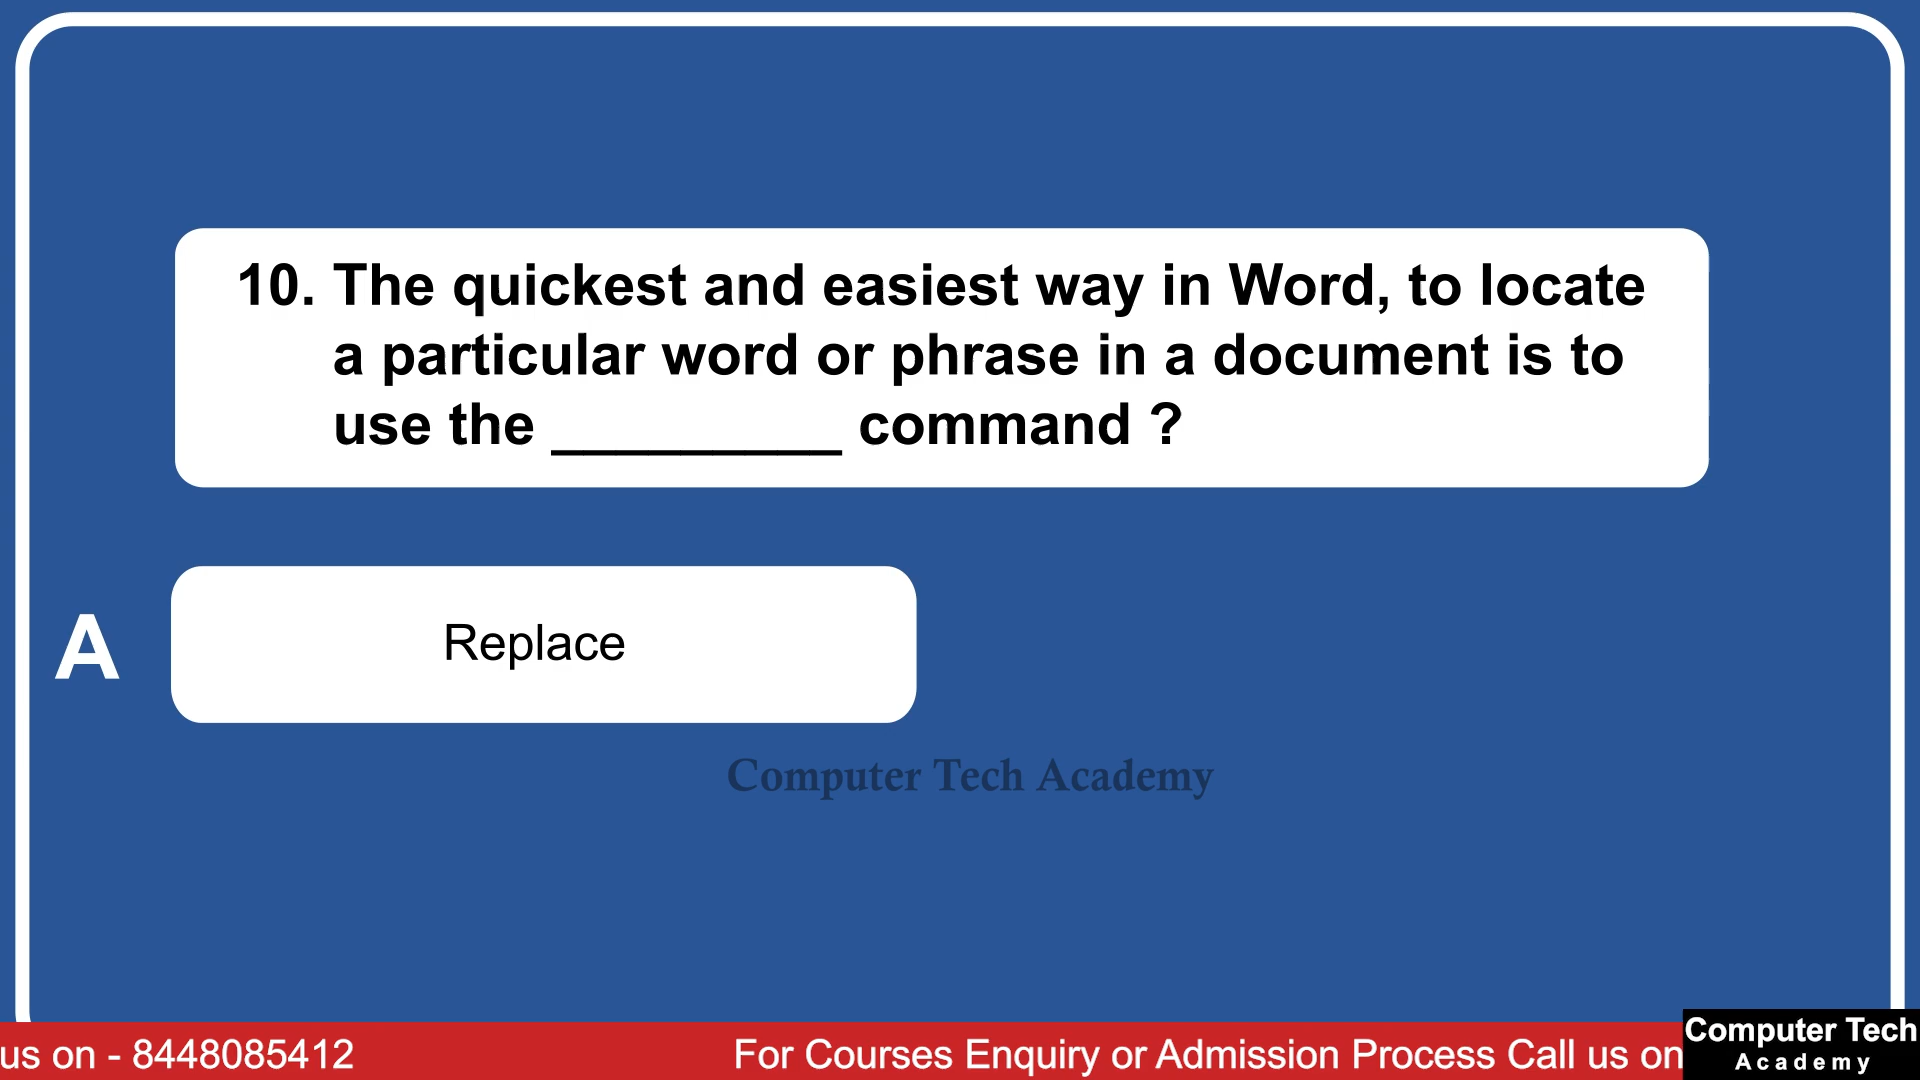 10. The quickest and easiest way in Word, to locate
a particular word or phrase in a document is to
use the _________ command ?
A
Replace
Computer Tech Academy
us on - 8448085412
For Courses Enquiry or Admission Process Call us on
Computer Tech
Academy